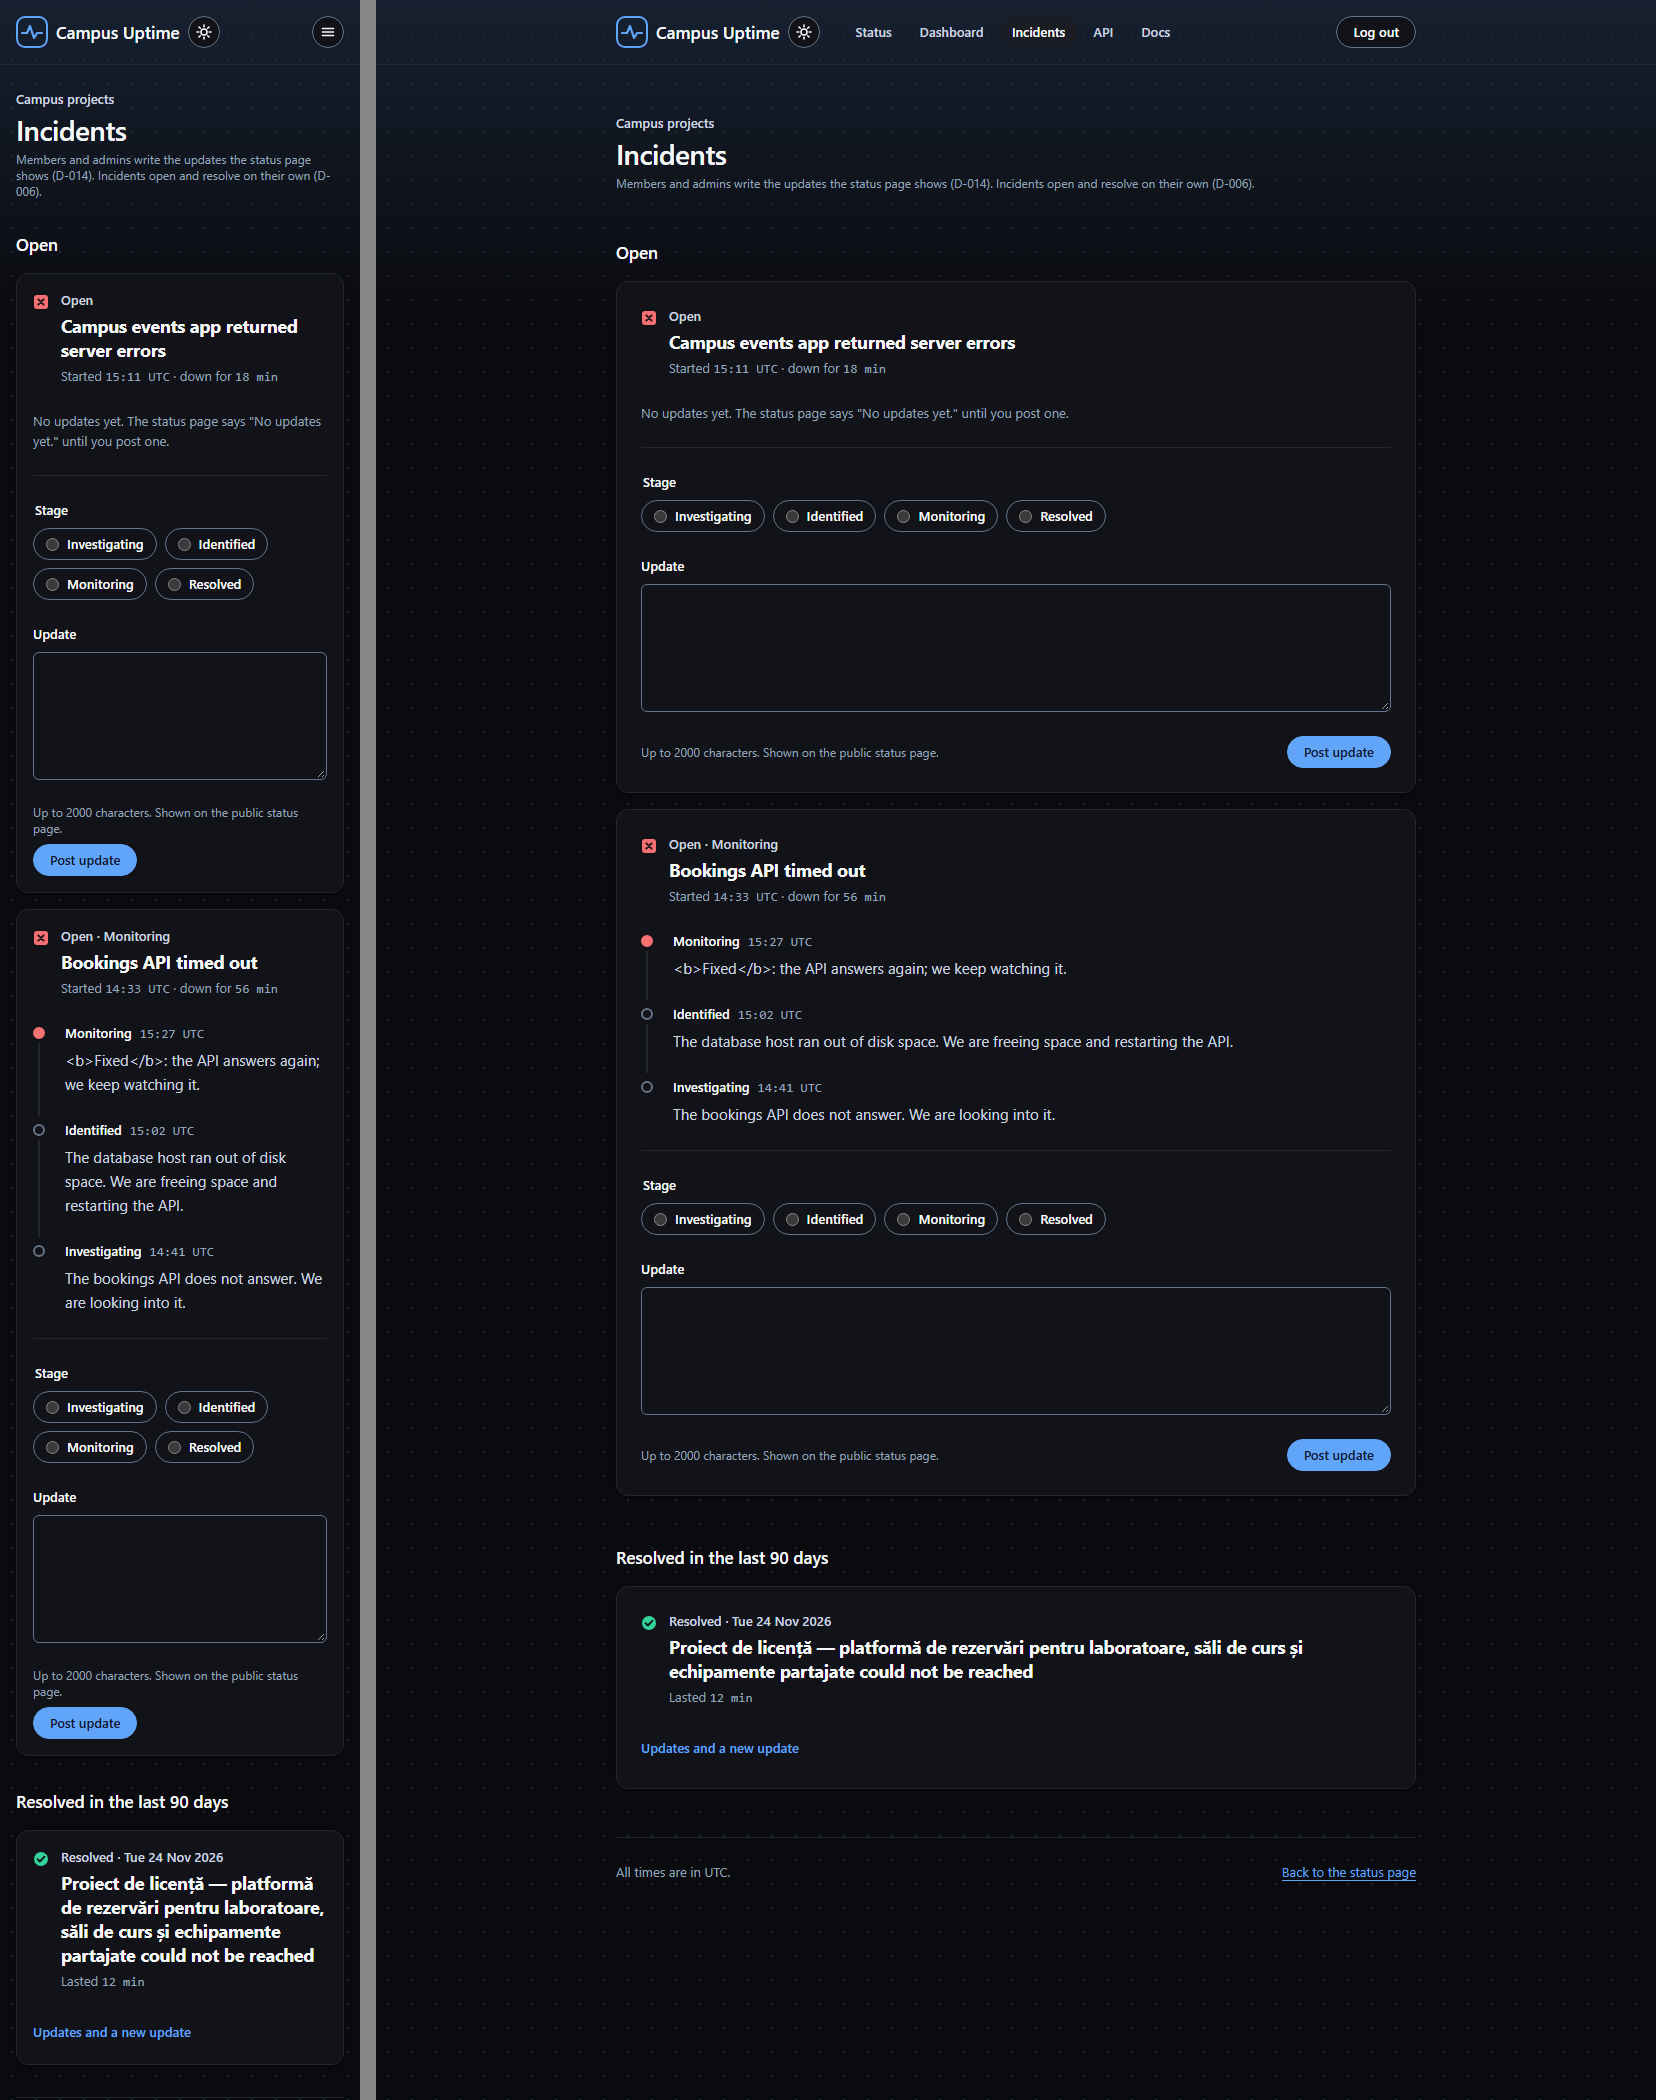 Campus Uptime
Campus projects
Incidents
Members and admins write the updates the status page
shows (D-014). Incidents open and resolve on their own (D-
006).
Open
Open
Campus events app returned
server errors
Started 15:11 UTC · down for 18 min
No updates yet. The status page says "No updates
yet." until you post one.
Stage
Investigating
Identified
Monitoring
Resolved
Update
Up to 2000 characters. Shown on the public status
page.
Post update
Open · Monitoring
Bookings API timed out
Started 14:33 UTC · down for 56 min
Monitoring 15:27 UTC
<b>Fixed</b>: the API answers again;
we keep watching it.
Identified 15:02 UTC
The database host ran out of disk
space. We are freeing space and
restarting the API.
Investigating 14:41 UTC
The bookings API does not answer. We
are looking into it.
Stage
Investigating
Identified
Monitoring
Resolved
Update
Up to 2000 characters. Shown on the public status
page.
Post update
Resolved in the last 90 days
Resolved · Tue 24 Nov 2026
Proiect de licență — platformă
de rezervări pentru laboratoare,
săli de curs și echipamente
partajate could not be reached
Lasted 12 min
Updates and a new update
Campus Uptime
Status
Dashboard
Incidents
API
Docs
Log out
Campus projects
Incidents
Members and admins write the updates the status page shows (D-014). Incidents open and resolve on their own (D-006).
Open
Open
Campus events app returned server errors
Started 15:11 UTC · down for 18 min
No updates yet. The status page says "No updates yet." until you post one.
Stage
Investigating
Identified
Monitoring
Resolved
Update
Up to 2000 characters. Shown on the public status page.
Post update
Open · Monitoring
Bookings API timed out
Started 14:33 UTC · down for 56 min
Monitoring 15:27 UTC
<b>Fixed</b>: the API answers again; we keep watching it.
Identified 15:02 UTC
The database host ran out of disk space. We are freeing space and restarting the API.
Investigating 14:41 UTC
The bookings API does not answer. We are looking into it.
Stage
Investigating
Identified
Monitoring
Resolved
Update
Up to 2000 characters. Shown on the public status page.
Post update
Resolved in the last 90 days
Resolved · Tue 24 Nov 2026
Proiect de licență — platformă de rezervări pentru laboratoare, săli de curs și
echipamente partajate could not be reached
Lasted 12 min
Updates and a new update
All times are in UTC.
Back to the status page